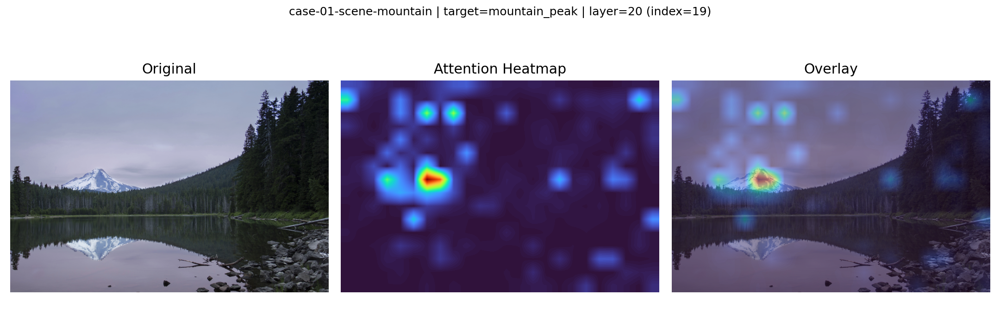 case-01-scene-mountain | target=mountain_peak | layer=20 (index=19)
Original
Attention Heatmap
Overlay